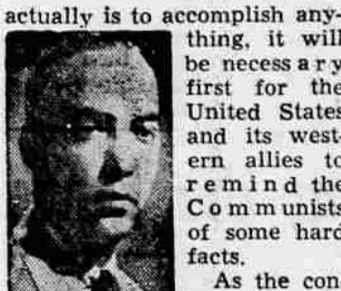 actually is to accomplish any-
thing, it will
be necessary
first for the
United States
and its west-
ern allies to
remind the
Communists
of some hard
facts.
As the con-